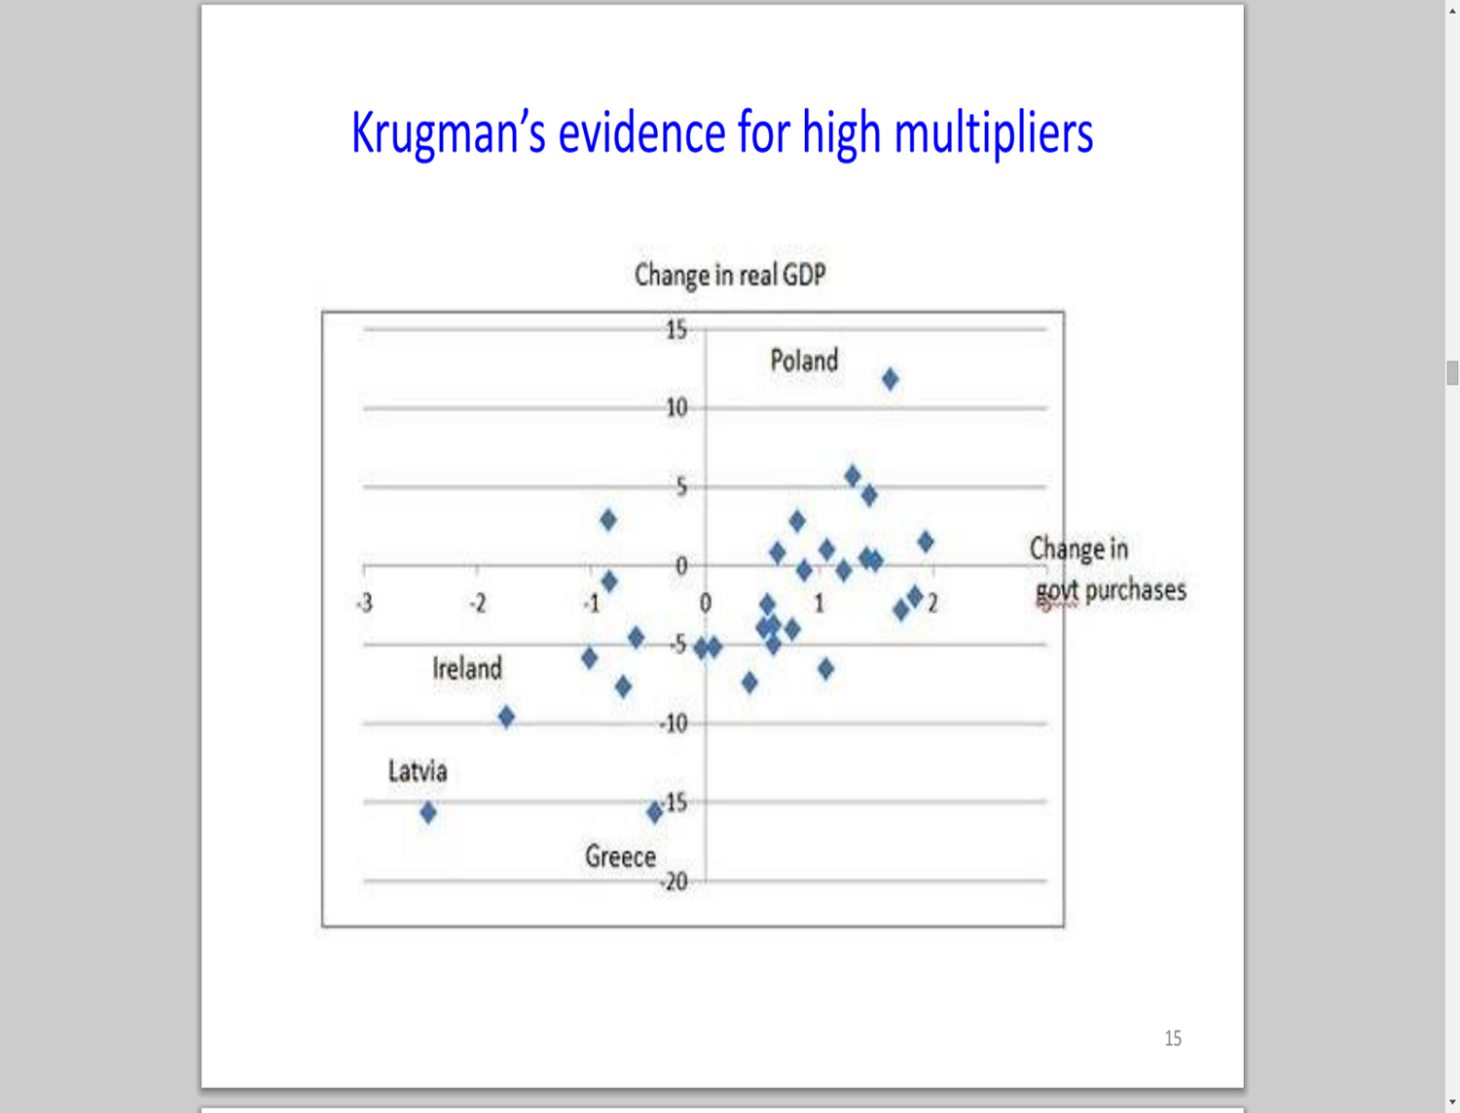 Krugman's evidence for high multipliers
Change in real GDP
15
Poland
10
5
Change in
0
govt purchases
-3
-2
-1
0
1
2
-5
Ireland
-10
Latvia
-15
Greece
-20
15